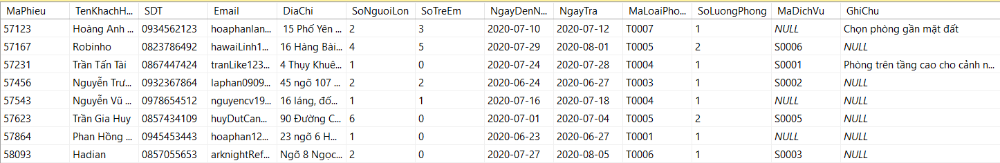 MaPhieu TenKhachH... SDT Email DiaChi SoNguoiLon SoTreEm NgayDenN... NgayTra MaLoaiPho... SoLuongPhong MaDichVu GhiChu
57123 Hoàng Anh ... 0934562123 hoaphanlan... 15 Phố Yên ... 2 3 2020-07-10 2020-07-12 T0007 1 NULL Chọn phòng gần mặt đất
57167 Robinho 0823786492 hawaiLinh1... 16 Hàng Bài... 4 5 2020-07-29 2020-08-01 T0005 2 S0006 NULL
57231 Trần Tấn Tài 0867447424 tranLike123... 4 Thụy Khuê... 1 0 2020-07-24 2020-07-28 T0004 1 S0001 Phòng trên tầng cao cho cảnh n...
57456 Nguyễn Trư... 0932367864 laphan0909... 45 ngõ 107 ... 2 2 2020-06-24 2020-06-27 T0003 1 S0002 NULL
57543 Nguyễn Vũ ... 0978654512 nguyencv19... 16 láng, đố... 1 1 2020-07-16 2020-07-18 T0004 1 NULL NULL
57623 Trần Gia Huy 0857434109 huyDutCan... 90 Đường C... 6 0 2020-07-01 2020-07-04 T0005 2 S0005 NULL
57864 Phan Hồng ... 0945453443 hoaphan12... 23 ngõ 6 H... 1 0 2020-06-23 2020-06-27 T0001 1 NULL NULL
58093 Hadian 0857055653 arknightRef... Ngõ 8 Ngọc... 2 0 2020-07-27 2020-08-05 T0006 1 S0003 NULL